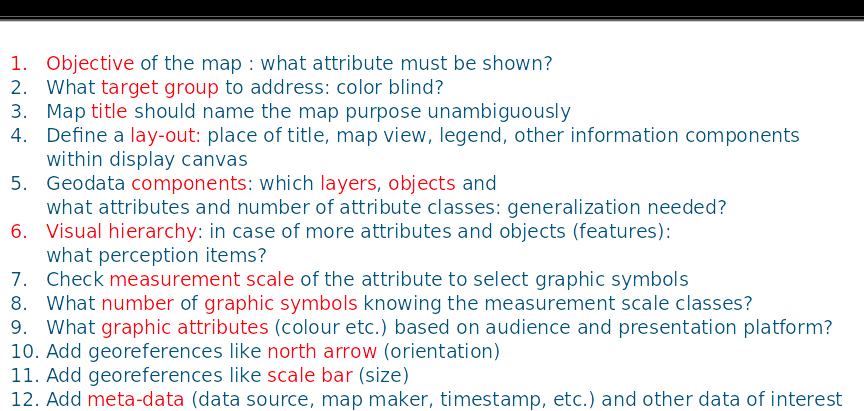 1. Objective of the map : what attribute must be shown?
2. What target group to address: color blind?
3. Map title should name the map purpose unambiguously
4. Define a lay-out: place of title, map view, legend, other information components
within display canvas
5. Geodata components: which layers, objects and
what attributes and number of attribute classes: generalization needed?
6. Visual hierarchy: in case of more attributes and objects (features):
what perception items?
7. Check measurement scale of the attribute to select graphic symbols
8. What number of graphic symbols knowing the measurement scale classes?
9. What graphic attributes (colour etc.) based on audience and presentation platform?
10. Add georeferences like north arrow (orientation)
11. Add georeferences like scale bar (size)
12. Add meta-data (data source, map maker, timestamp, etc.) and other data of interest